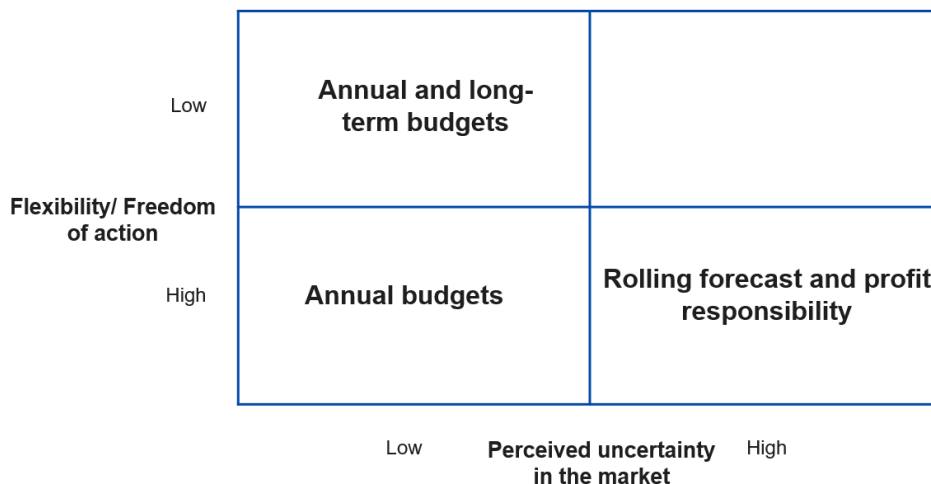 Annual and long-
term budgets
Low
Flexibility/ Freedom
of action
High
Annual budgets
Rolling forecast and profit
responsibility
Low
Perceived uncertainty
in the market
High